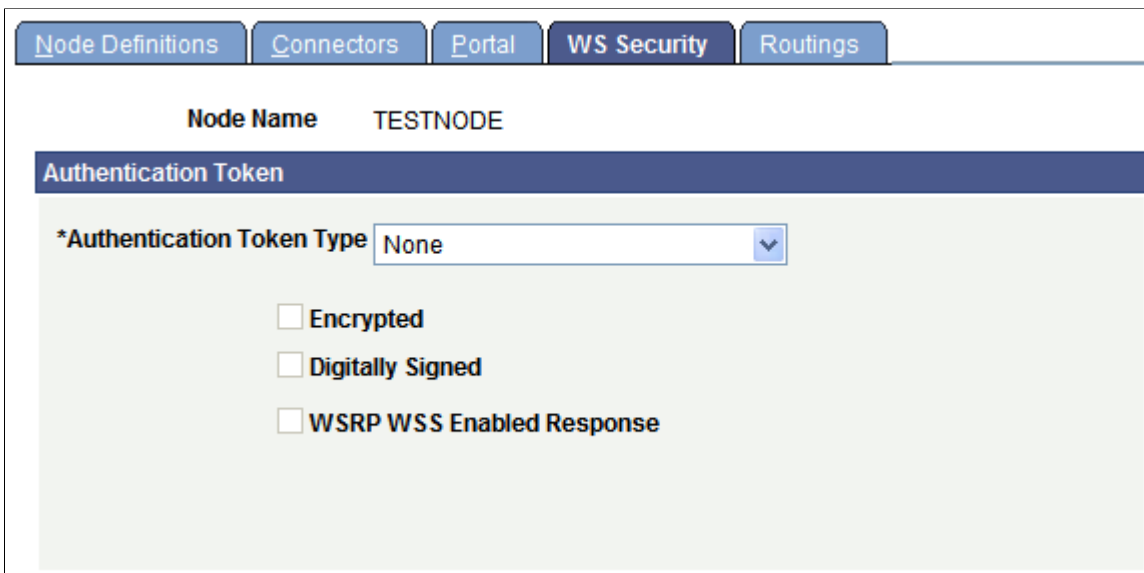 Node Definitions Connectors Portal WS Security Routings
Node Name TESTNODE
Authentication Token
*Authentication Token Type None
Encrypted
Digitally Signed
WSRP WSS Enabled Response